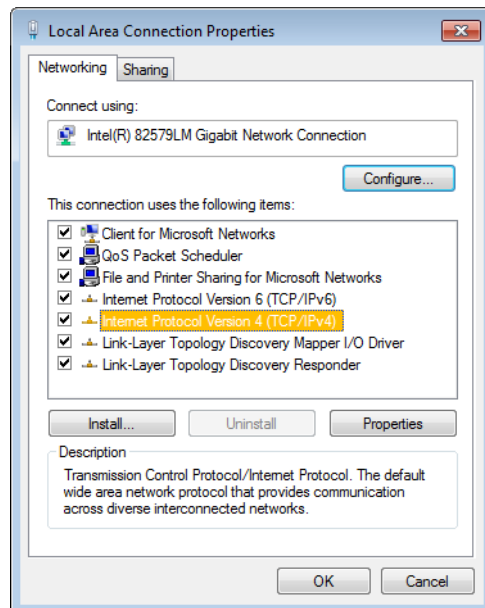 Local Area Connection Properties
Networking
Sharing
Connect using:
Intel(R) 82579LM Gigabit Network Connection
Configure...
This connection uses the following items:
Client for Microsoft Networks
QoS Packet Scheduler
File and Printer Sharing for Microsoft Networks
Internet Protocol Version 6 (TCP/IPv6)
Internet Protocol Version 4 (TCP/IPv4)
Link-Layer Topology Discovery Mapper I/O Driver
Link-Layer Topology Discovery Responder
Install...
Uninstall
Properties
Description
Transmission Control Protocol/Internet Protocol. The default
wide area network protocol that provides communication
across diverse interconnected networks.
OK
Cancel